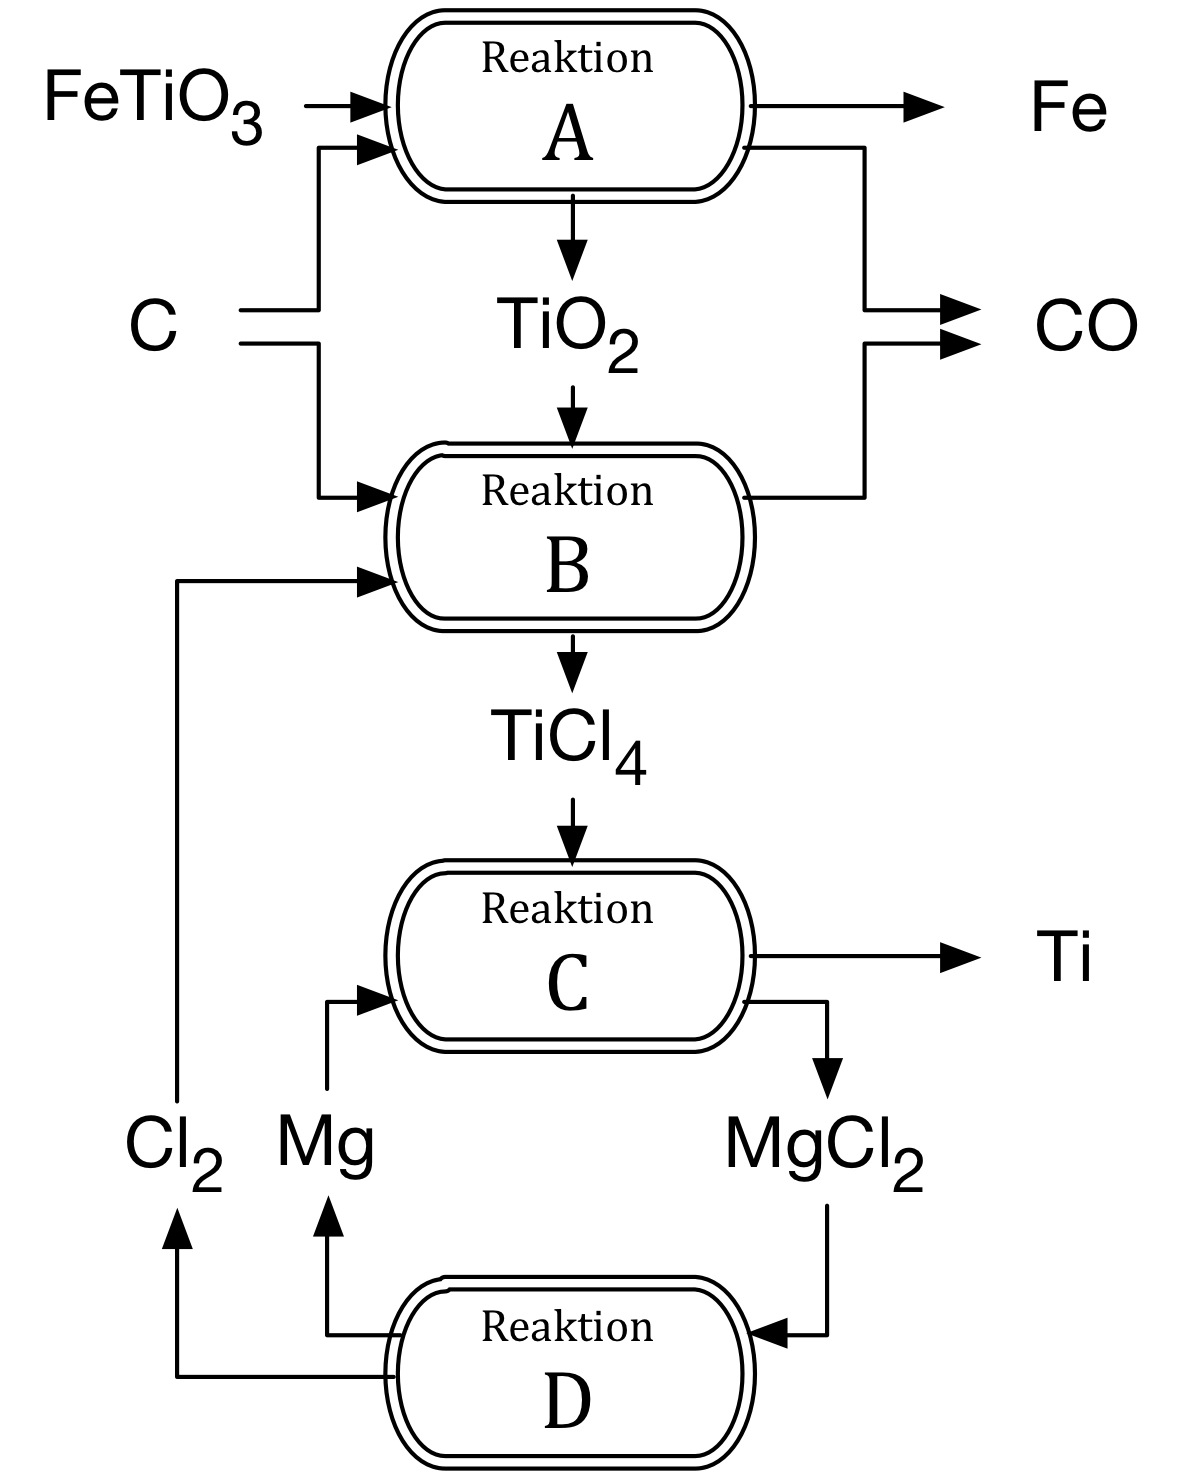 Reaktion
A
FeTiO3
Fe
C
TiO2
CO
Reaktion
B
TiCl4
Reaktion
C
Ti
Cl2
Mg
MgCl2
Reaktion
D